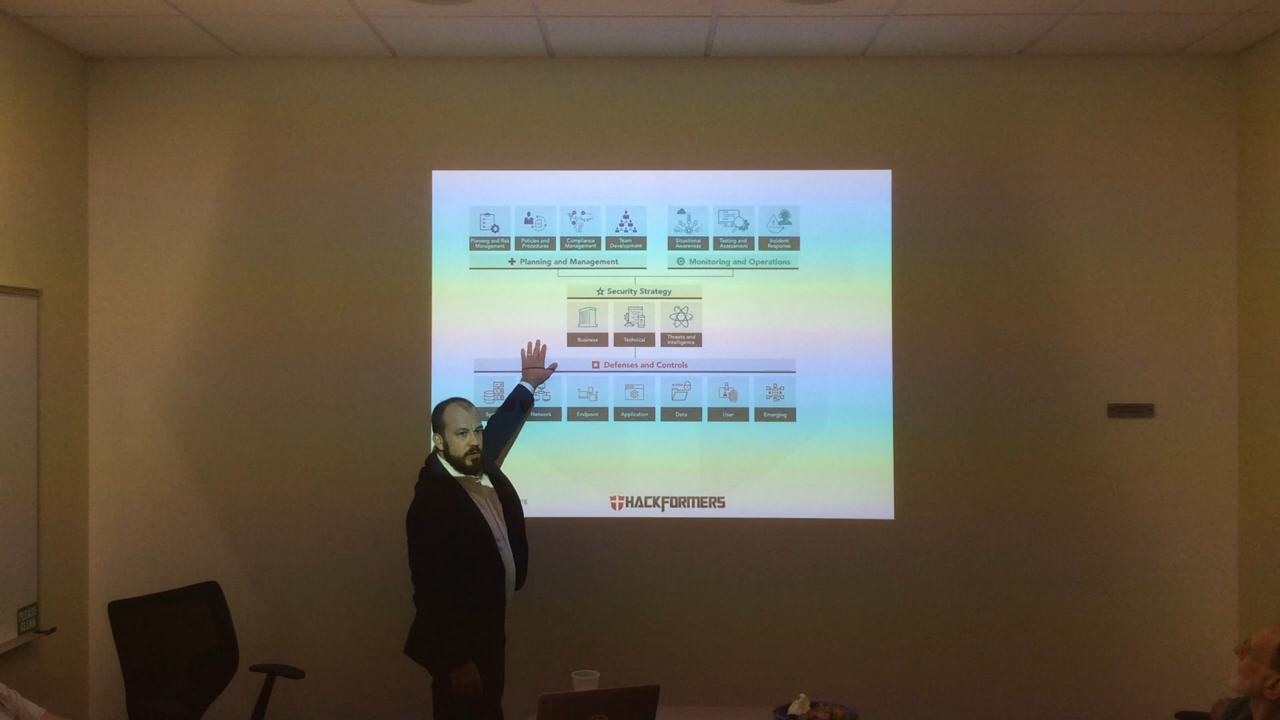 Planning and Risk Management
Policies and Procedures
Compliance Management
Team Development
Situational Awareness
Testing and Assessment
Incident Response
Planning and Management
Monitoring and Operations
Security Strategy
Business
Technical
Threats and Intelligence
Defenses and Controls
Network
Endpoint
Application
Data
User
Emerging
HACKFORMERS